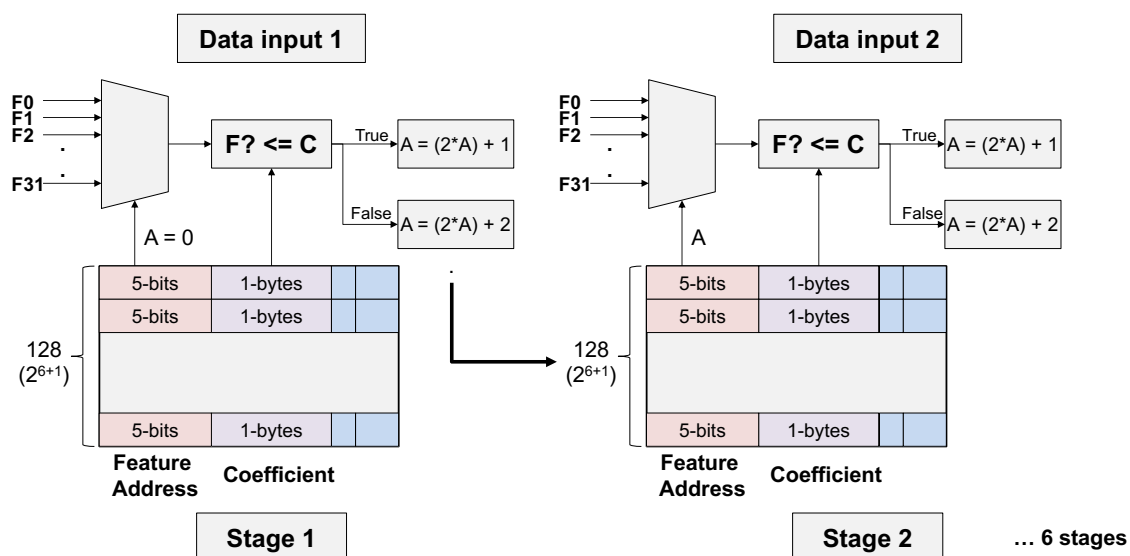 Data input 1
Data input 2
F0
F1
F2
.
.
F31
F? <= C
True
A = (2*A) + 1
False
A = (2*A) + 2
A = 0
5-bits
1-bytes
5-bits
1-bytes
128
(2^{6+1})
5-bits
1-bytes
Feature
Address
Coefficient
Stage 1
.
F0
F1
F2
.
.
F31
F? <= C
True
A = (2*A) + 1
False
A = (2*A) + 2
A
5-bits
1-bytes
5-bits
1-bytes
128
(2^{6+1})
5-bits
1-bytes
Feature
Address
Coefficient
Stage 2
... 6 stages